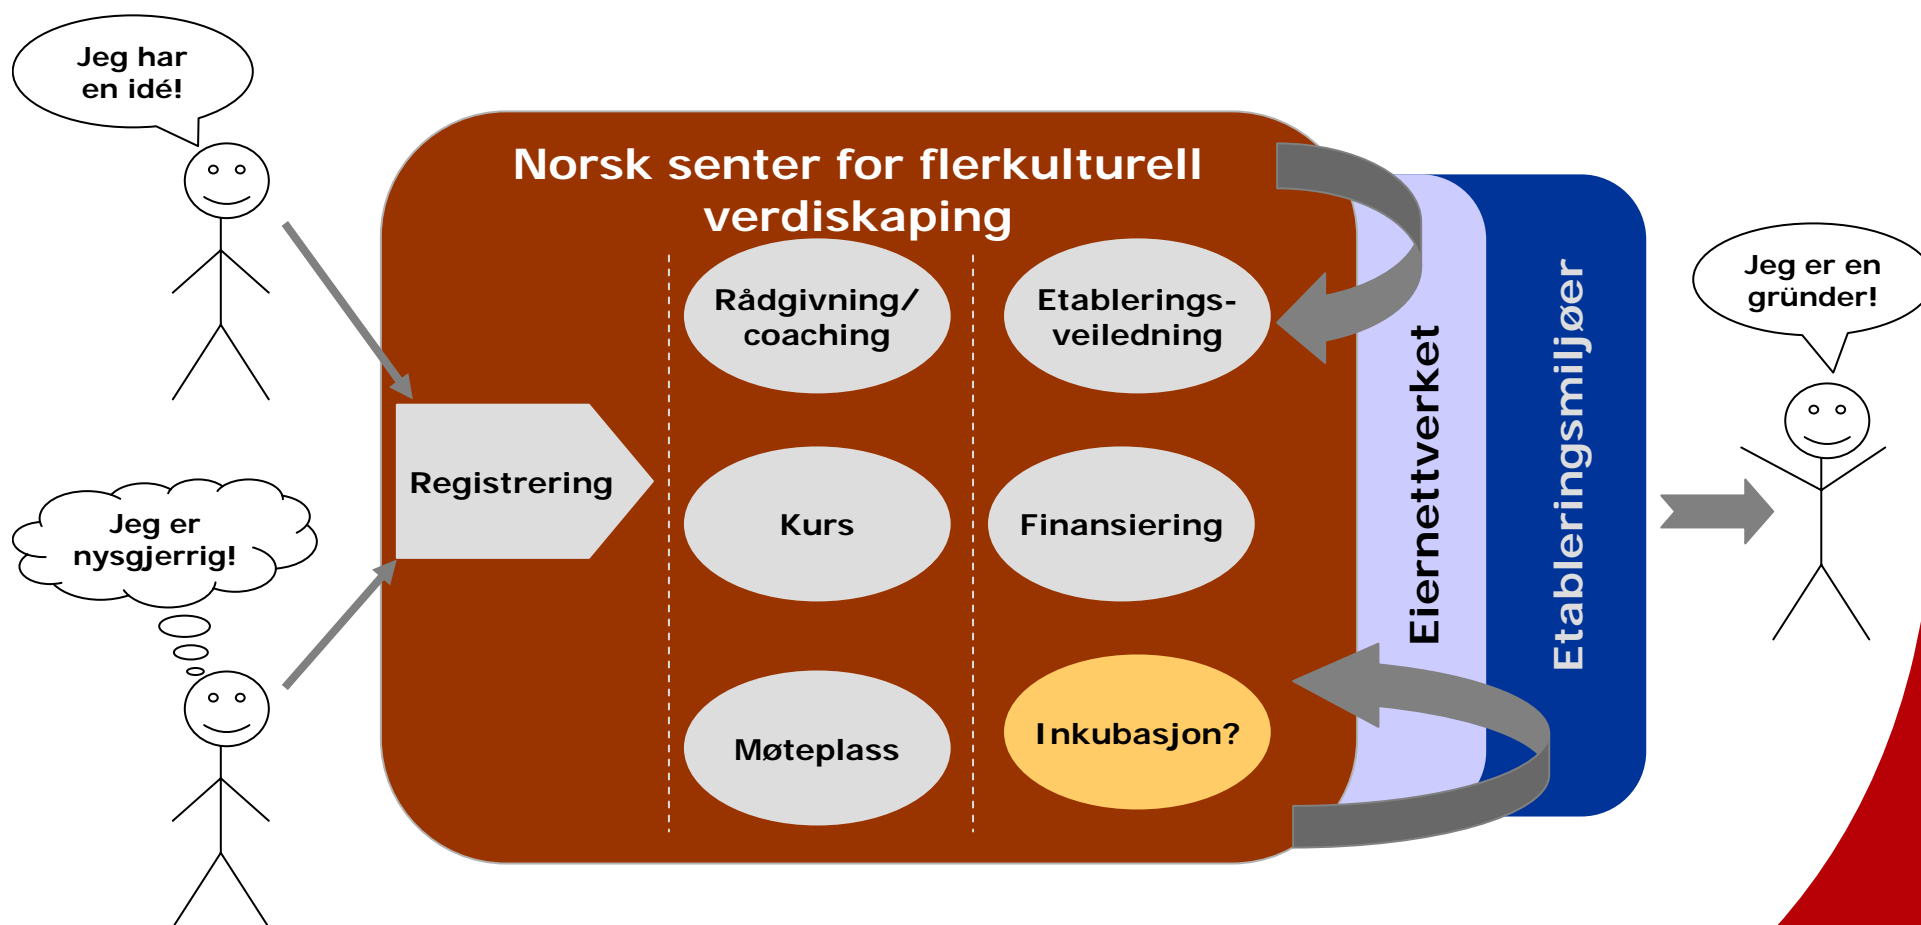 Jeg har
en idé!
Norsk senter for flerkulturell
verdiskaping
Rådgivning/
coaching
Etablerings-
veiledning
Jeg er en
gründer!
Registrering
Kurs
Finansiering
Eiernettverket
Etableringsmiljøer
Jeg er
nysgjerrig!
Møteplass
Inkubasjon?